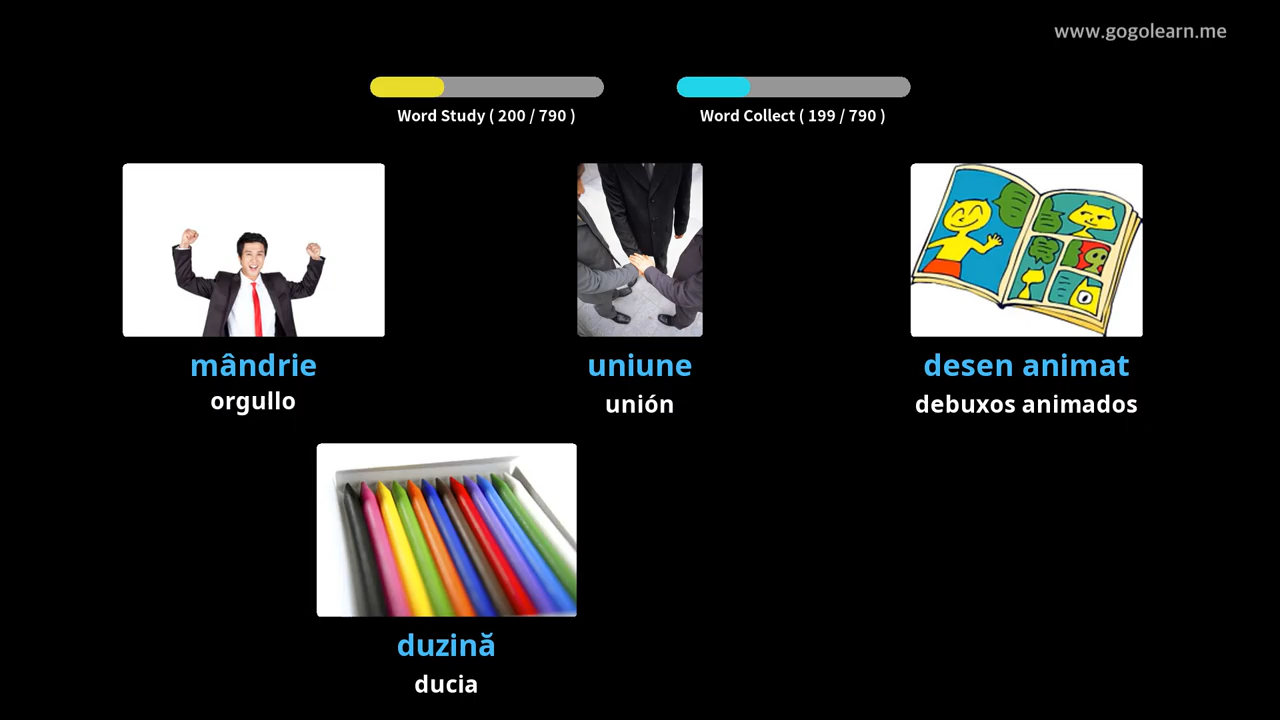 www.gogolearn.me
Word Study ( 200 / 790 )
Word Collect ( 199 / 790 )
mândrie
orgullo
uniune
unión
desen animat
debuxos animados
duzină
ducia